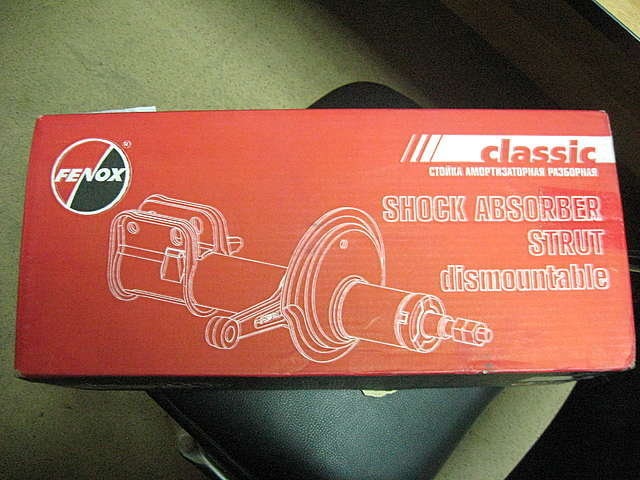 FENOX
®
classic
СТОЙКА АМОРТИЗАТОРНАЯ РАЗБОРНАЯ
SHOCK ABSORBER
STRUT
dismountable